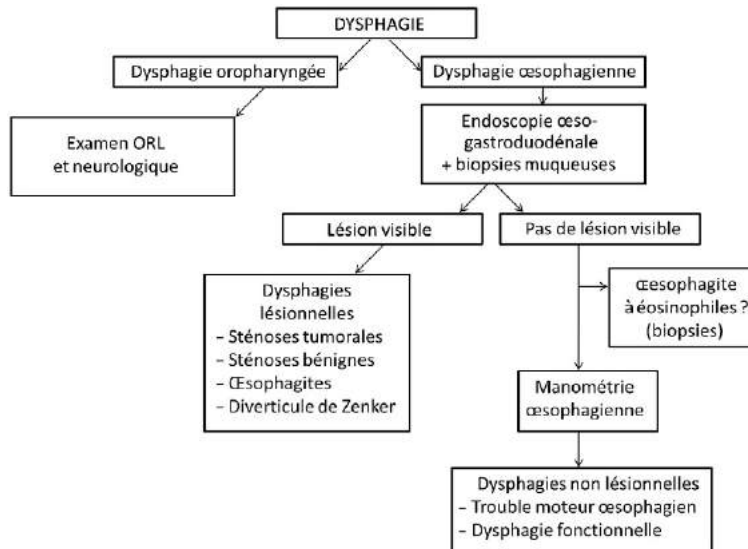 DYSPHAGIE
Dysphagie oropharyngée
Dysphagie œsophagienne
Examen ORL
et neurologique
Endoscopie œso-
gastroduodénale
+ biopsies muqueuses
Lésion visible
Pas de lésion visible
Dysphagies
lésionnelles
– Sténoses tumorales
– Sténoses bénignes
– Œsophagites
– Diverticule de Zenker
Œesophagite
à éosinophiles ?
(biopsies)
Manométrie
œsophagienne
Dysphagies non lésionnelles
– Trouble moteur œsophagien
– Dysphagie fonctionnelle